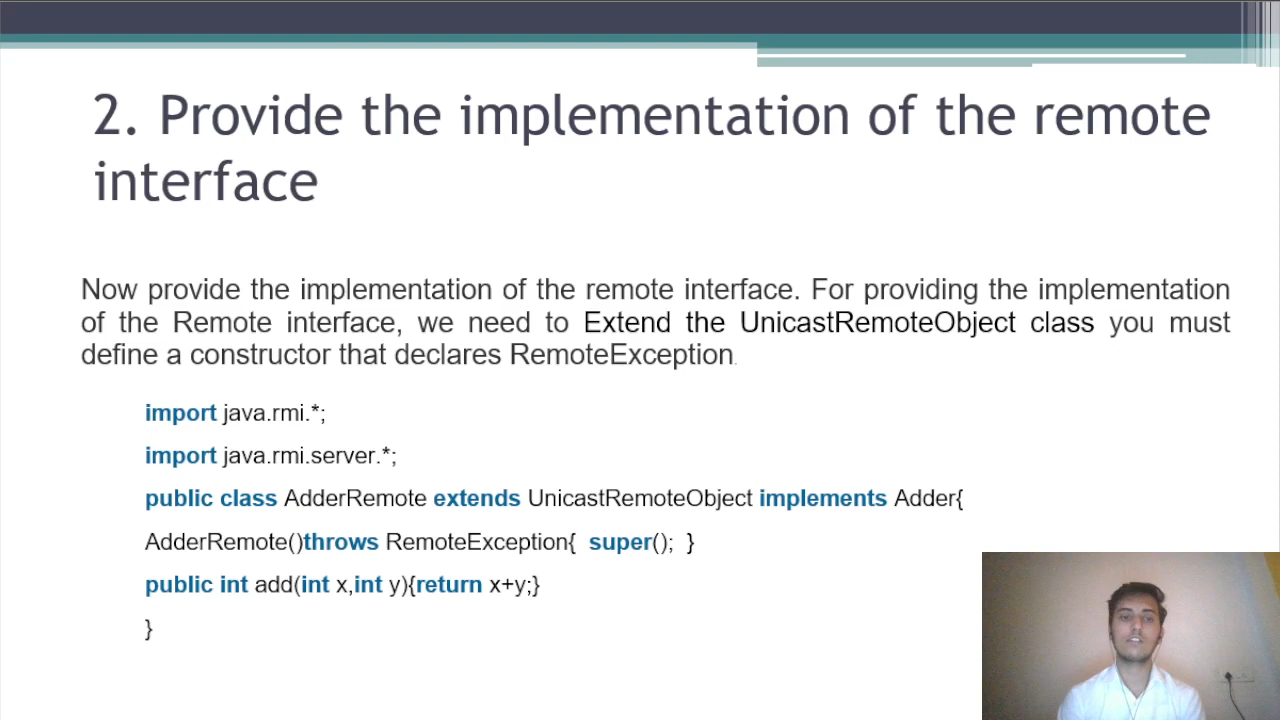 2. Provide the implementation of the remote
interface
Now provide the implementation of the remote interface. For providing the implementation
of the Remote interface, we need to Extend the UnicastRemoteObject class you must
define a constructor that declares RemoteException.
import java.rmi.*;
import java.rmi.server.*;
public class AdderRemote extends UnicastRemoteObject implements Adder{
AdderRemote()throws RemoteException{ super(); }
public int add(int x,int y){return x+y;}
}